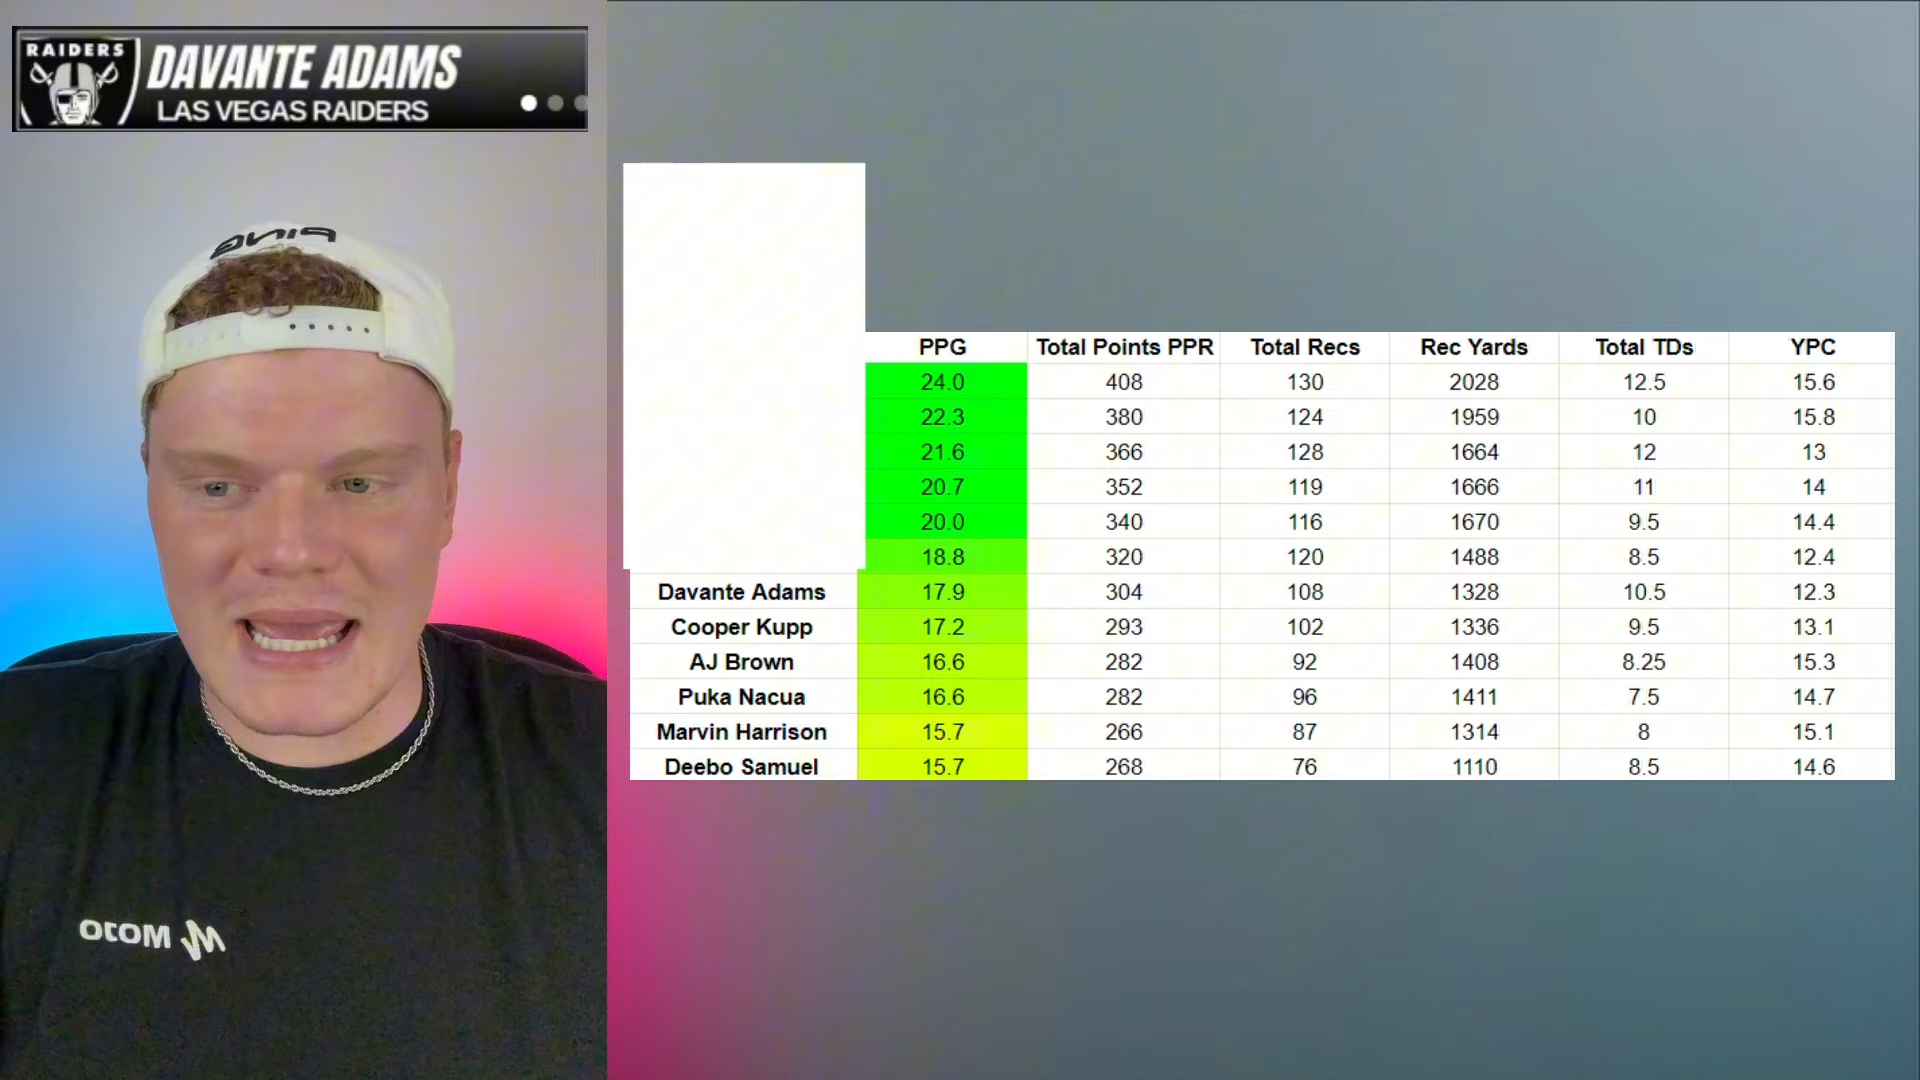 RAIDERS
DAVANTE ADAMS
LAS VEGAS RAIDERS
PING
MOJO
PPG Total Points PPR Total Recs Rec Yards Total TDs YPC
24.0 408 130 2028 12.5 15.6
22.3 380 124 1959 10 15.8
21.6 366 128 1664 12 13
20.7 352 119 1666 11 14
20.0 340 116 1670 9.5 14.4
18.8 320 120 1488 8.5 12.4
Davante Adams 17.9 304 108 1328 10.5 12.3
Cooper Kupp 17.2 293 102 1336 9.5 13.1
AJ Brown 16.6 282 92 1408 8.25 15.3
Puka Nacua 16.6 282 96 1411 7.5 14.7
Marvin Harrison 15.7 266 87 1314 8 15.1
Deebo Samuel 15.7 268 76 1110 8.5 14.6